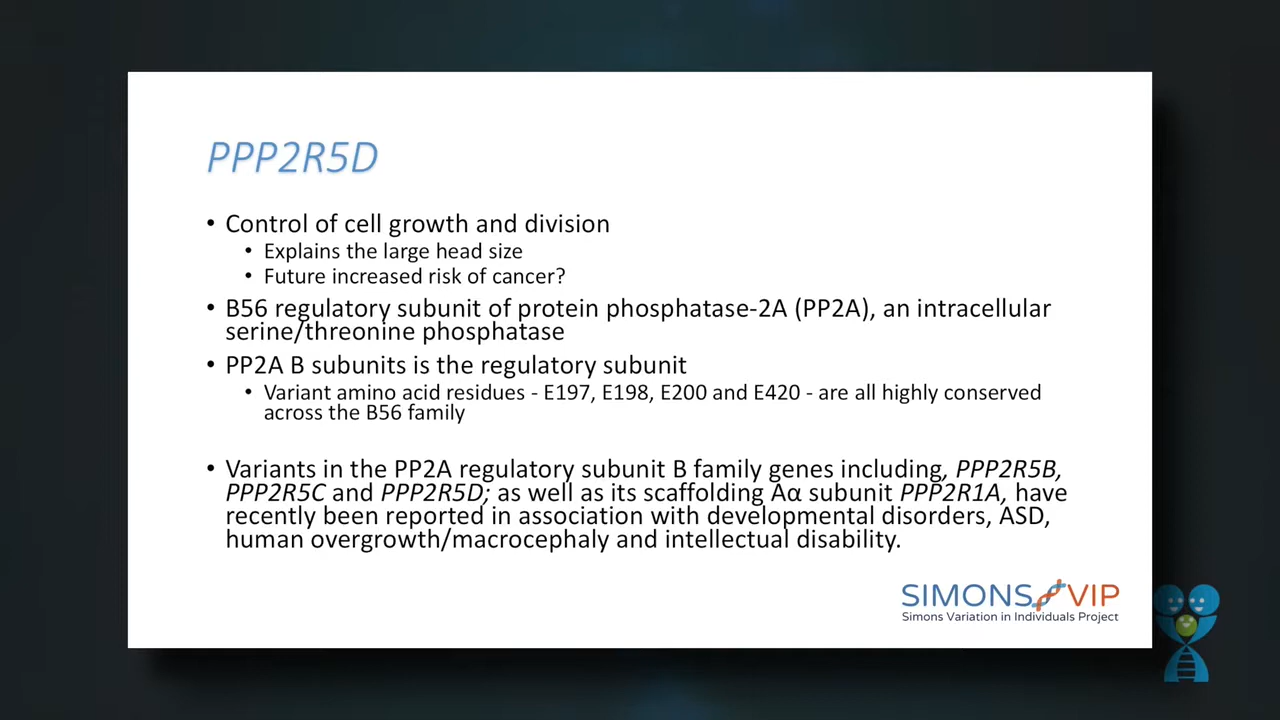 PPP2R5D
• Control of cell growth and division
• Explains the large head size
• Future increased risk of cancer?
• B56 regulatory subunit of protein phosphatase-2A (PP2A), an intracellular
serine/threonine phosphatase
• PP2A B subunits is the regulatory subunit
• Variant amino acid residues - E197, E198, E200 and E420 - are all highly conserved
across the B56 family
• Variants in the PP2A regulatory subunit B family genes including, PPP2R5B,
PPP2R5C and PPP2R5D; as well as its scaffolding Aα subunit PPP2R1A, have
recently been reported in association with developmental disorders, ASD,
human overgrowth/macrocephaly and intellectual disability.
SIMONS VIP
Simons Variation in Individuals Project